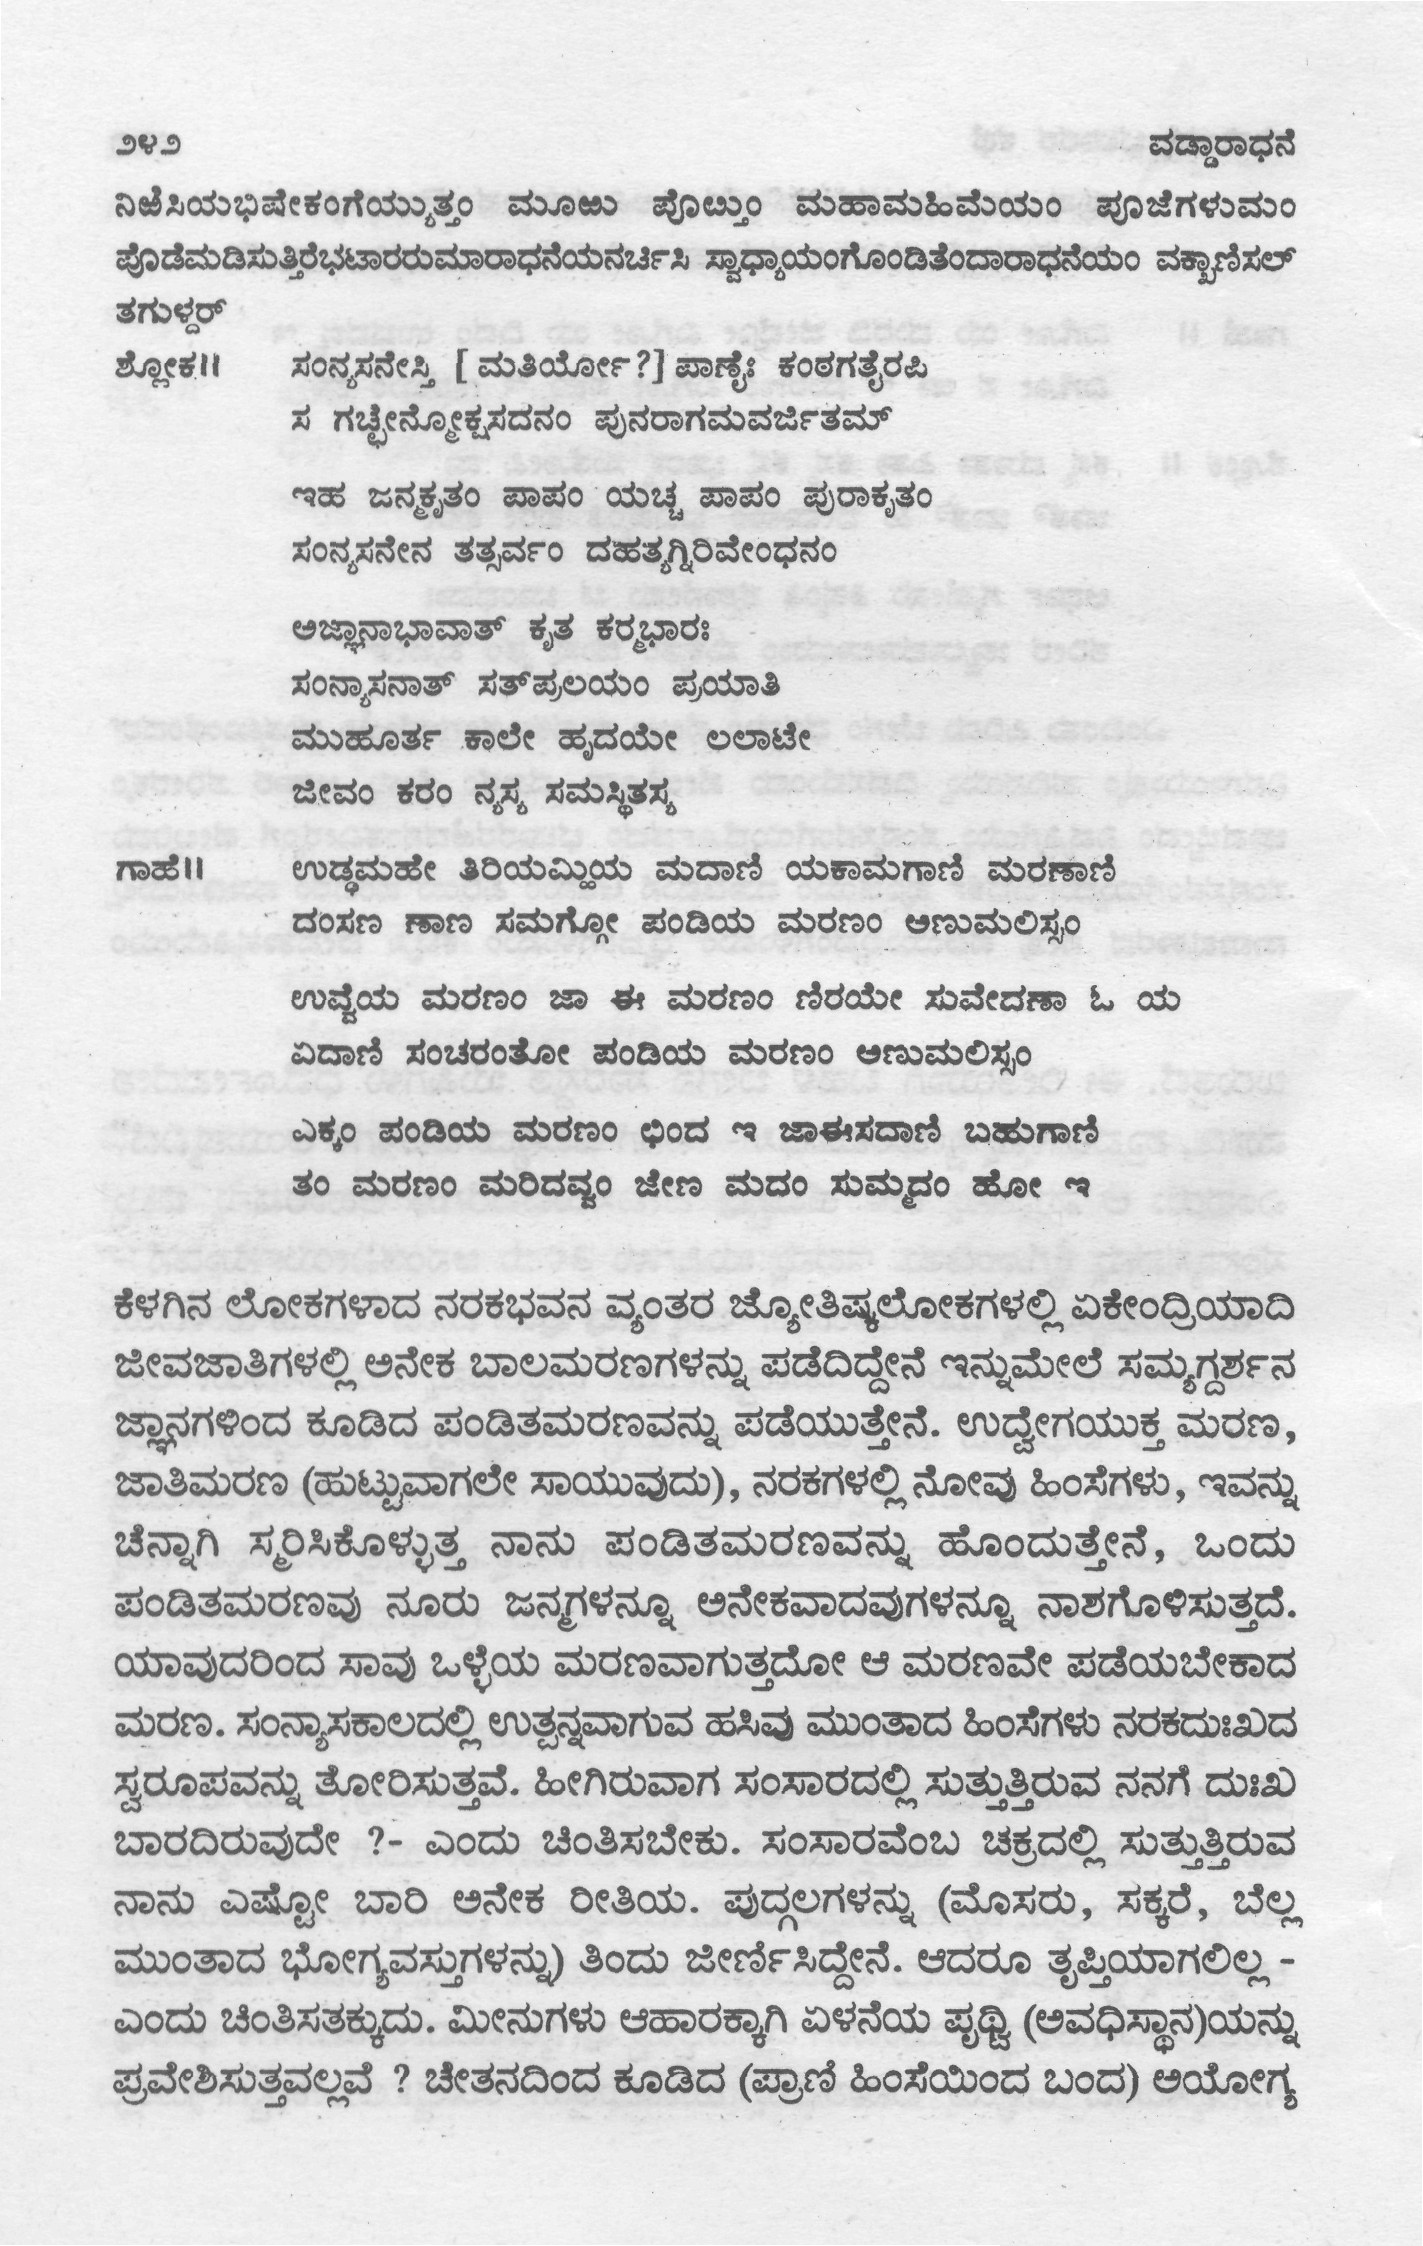 ೨೪೨ ವಡ್ಡಾರಾಧನೆ
ನಿಱಿಸಿಯಭಿಷೇಕಂಗೆಯ್ಯುತ್ತಂ ಮೂಱು ಪೊೞ್ತುಂ ಮಹಾಮಹಿಮೆಯಂ ಪೂಜೆಗಳುಮಂ
ಪೊಡೆಮಡಿಸುತ್ತಿರೆಭಟಾರರುಮಾರಾಧನೆಯನರ್ಚಿಸಿ ಸ್ವಾಧ್ಯಾಯಂಗೊಂಡಿತೆಂದಾರಾಧನೆಯಂ ವಕ್ಖಾಣಿಸಲ್
ತಗುಳ್ದರ್
ಶ್ಲೋಕ॥ ಸಂನ್ಯಸನೇಸ್ತಿ [ ಮತಿರ್ಯೋ?] ಪಾಣೈಃ ಕಂಠಗತೈರಪಿ
ಸ ಗಚ್ಛೇನ್ಮೋಕ್ಷಸದನಂ ಪುನರಾಗಮವರ್ಜಿತಮ್
ಇಹ ಜನ್ಮಕೃತಂ ಪಾಪಂ ಯಚ್ಚ ಪಾಪಂ ಪುರಾಕೃತಂ
ಸಂನ್ಯಸನೇನ ತತ್ಸರ್ವಂ ದಹತ್ಯಗ್ನಿರಿವೇಂಧನಂ
ಅಜ್ಞಾನಾಭಾವಾತ್ ಕೃತ ಕರ‍್ಮಭಾರಃ
ಸಂನ್ಯಾಸನಾತ್ ಸತ್‌ಪ್ರಲಯಂ ಪ್ರಯಾತಿ
ಮುಹೂರ್ತ ಕಾಲೇ ಹೃದಯೇ ಲಲಾಟೇ
ಜೀವಂ ಕರಂ ನ್ಯಸ್ಯ ಸಮಸ್ಥಿತಸ್ಯ
ಗಾಹೆ॥ ಉಡ್ಢಮಹೇ ತಿರಿಯಮ್ಹಿಯ ಮದಾಣಿ ಯಕಾಮಗಾಣಿ ಮರಣಾಣಿ
ದಂಸಣ ಣಾಣ ಸಮಗ್ಗೋ ಪಂಡಿಯ ಮರಣಂ ಅಣುಮಲಿಸ್ಸಂ
ಉವ್ವೆಯ ಮರಣಂ ಜಾ ಈ ಮರಣಂ ಣಿರಯೇ ಸುವೇದಣಾ ಓ ಯ
ಏದಾಣಿ ಸಂಚರಂತೋ ಪಂಡಿಯ ಮರಣಂ ಅಣುಮಲಿಸ್ಸಂ
ಎಕ್ಕಂ ಪಂಡಿಯ ಮರಣಂ ಛಿಂದ ಇ ಜಾಈಸದಾಣಿ ಬಹುಗಾಣಿ
ತಂ ಮರಣಂ ಮರಿದವ್ವಂ ಜೇಣ ಮದಂ ಸುಮ್ಮದಂ ಹೋ ಇ
ಕೆಳಗಿನ ಲೋಕಗಳಾದ ನರಕಭವನ ವ್ಯಂತರ ಜ್ಯೋತಿಷ್ಕಲೋಕಗಳಲ್ಲಿ ಏಕೇಂದ್ರಿಯಾದಿ
ಜೀವಜಾತಿಗಳಲ್ಲಿ ಅನೇಕ ಬಾಲಮರಣಗಳನ್ನು ಪಡೆದಿದ್ದೇನೆ ಇನ್ನುಮೇಲೆ ಸಮ್ಯಗ್ದರ್ಶನ
ಜ್ಞಾನಗಳಿಂದ ಕೂಡಿದ ಪಂಡಿತಮರಣವನ್ನು ಪಡೆಯುತ್ತೇನೆ. ಉದ್ವೇಗಯುಕ್ತ ಮರಣ,
ಜಾತಿಮರಣ (ಹುಟ್ಟುವಾಗಲೇ ಸಾಯುವುದು), ನರಕಗಳಲ್ಲಿ ನೋವು ಹಿಂಸೆಗಳು, ಇವನ್ನು
ಚೆನ್ನಾಗಿ ಸ್ಮರಿಸಿಕೊಳ್ಳುತ್ತ ನಾನು ಪಂಡಿತಮರಣವನ್ನು ಹೊಂದುತ್ತೇನೆ, ಒಂದು
ಪಂಡಿತಮರಣವು ನೂರು ಜನ್ಮಗಳನ್ನೂ ಅನೇಕವಾದವುಗಳನ್ನೂ ನಾಶಗೊಳಿಸುತ್ತದೆ.
ಯಾವುದರಿಂದ ಸಾವು ಒಳ್ಳೆಯ ಮರಣವಾಗುತ್ತದೋ ಆ ಮರಣವೇ ಪಡೆಯಬೇಕಾದ
ಮರಣ. ಸಂನ್ಯಾಸಕಾಲದಲ್ಲಿ ಉತ್ಪನ್ನವಾಗುವ ಹಸಿವು ಮುಂತಾದ ಹಿಂಸೆಗಳು ನರಕದುಃಖದ
ಸ್ವರೂಪವನ್ನು ತೋರಿಸುತ್ತವೆ. ಹೀಗಿರುವಾಗ ಸಂಸಾರದಲ್ಲಿ ಸುತ್ತುತ್ತಿರುವ ನನಗೆ ದುಃಖ
ಬಾರದಿರುವುದೇ ?- ಎಂದು ಚಿಂತಿಸಬೇಕು. ಸಂಸಾರವೆಂಬ ಚಕ್ರದಲ್ಲಿ ಸುತ್ತುತ್ತಿರುವ
ನಾನು ಎಷ್ಟೋ ಬಾರಿ ಅನೇಕ ರೀತಿಯ. ಪುದ್ಗಲಗಳನ್ನು (ಮೊಸರು, ಸಕ್ಕರೆ, ಬೆಲ್ಲ
ಮುಂತಾದ ಭೋಗ್ಯವಸ್ತುಗಳನ್ನು) ತಿಂದು ಜೀರ್ಣಿಸಿದ್ದೇನೆ. ಆದರೂ ತೃಪ್ತಿಯಾಗಲಿಲ್ಲ -
ಎಂದು ಚಿಂತಿಸತಕ್ಕುದು. ಮೀನುಗಳು ಆಹಾರಕ್ಕಾಗಿ ಏಳನೆಯ ಪೃಥ್ವಿ (ಅವಧಿಸ್ಥಾನ)ಯನ್ನು
ಪ್ರವೇಶಿಸುತ್ತವಲ್ಲವೆ ? ಚೇತನದಿಂದ ಕೂಡಿದ (ಪ್ರಾಣಿ ಹಿಂಸೆಯಿಂದ ಬಂದ) ಅಯೋಗ್ಯ